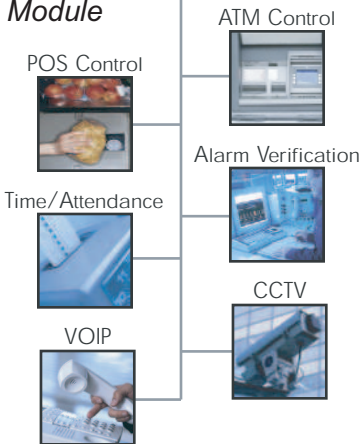 Module
ATM Control
POS Control
Alarm Verification
Time/Attendance
CCTV
VOIP